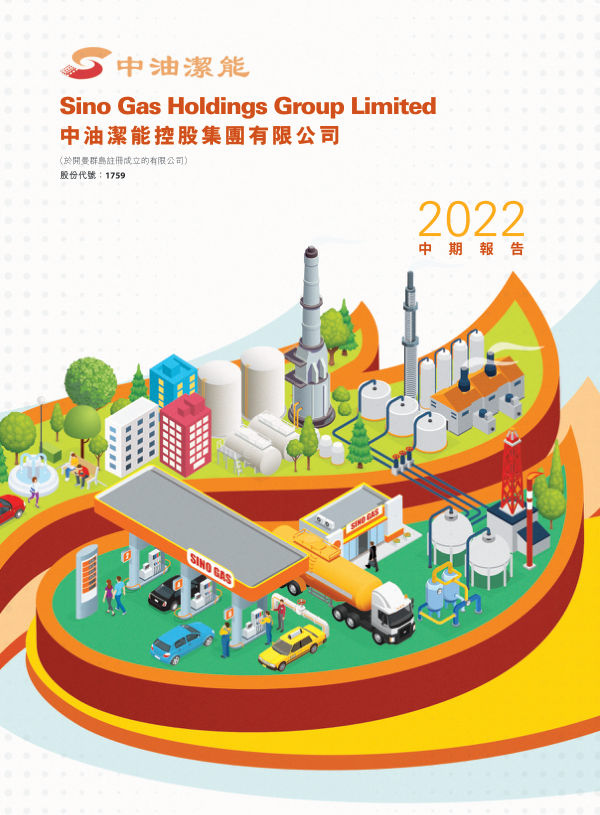 中油潔能
Sino Gas Holdings Group Limited
中油潔能控股集團有限公司
(於開曼群島註冊成立的有限公司)
股份代號：1759
2022
中期報告
SINO GAS
SINO GAS